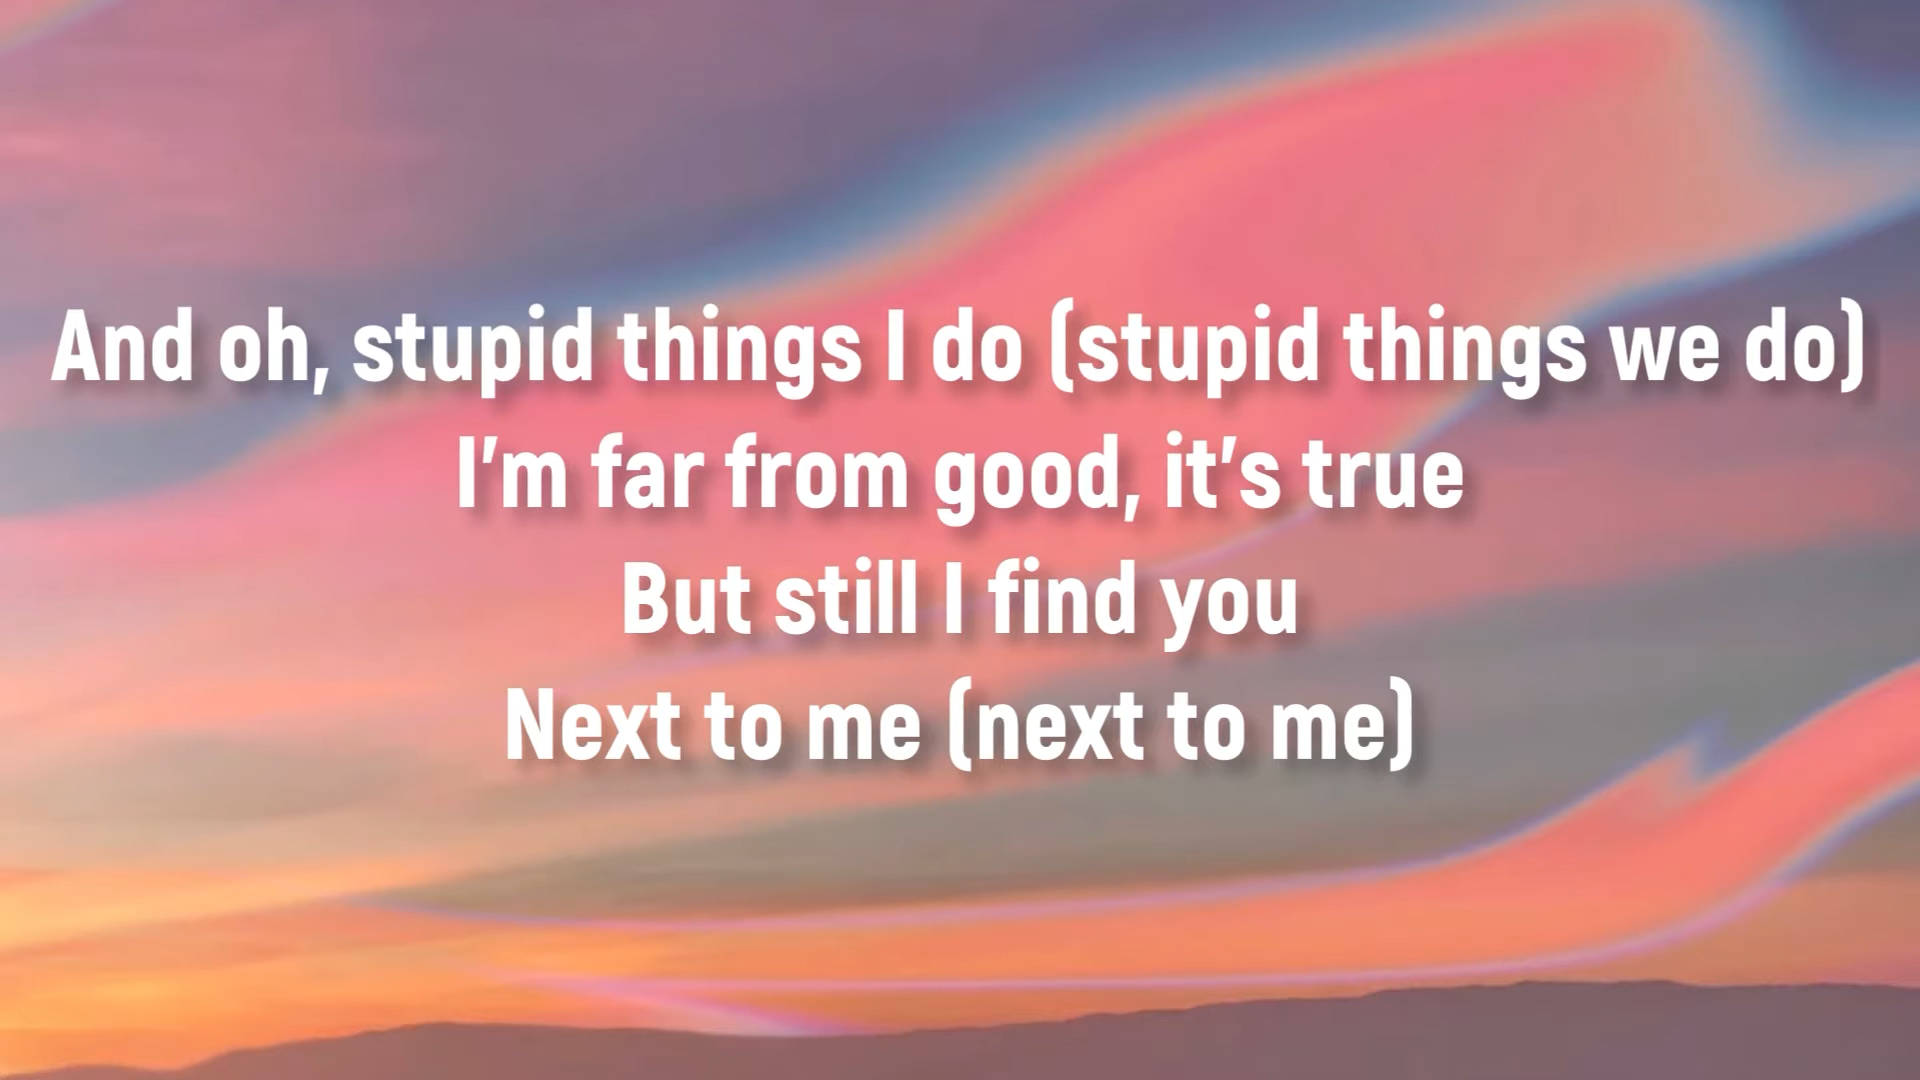 And oh, stupid things I do (stupid things we do)
I'm far from good, it's true
But still I find you
Next to me (next to me)